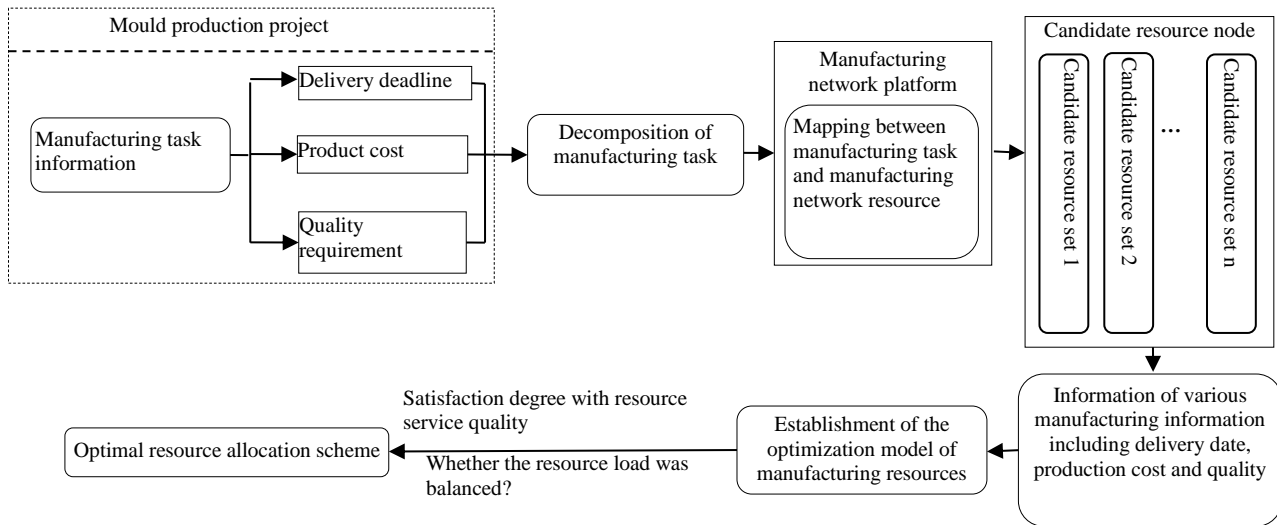 Mould production project
Manufacturing task
information
Delivery deadline
Product cost
Quality
requirement
Decomposition of
manufacturing task
Manufacturing
network platform
Mapping between
manufacturing task
and manufacturing
network resource
Candidate resource node
Candidate resource set 1
Candidate resource set 2
...
Candidate resource set n
Information of various
manufacturing information
including delivery date,
production cost and quality
Establishment of the
optimization model of
manufacturing resources
Satisfaction degree with resource
service quality
Whether the resource load was
balanced?
Optimal resource allocation scheme